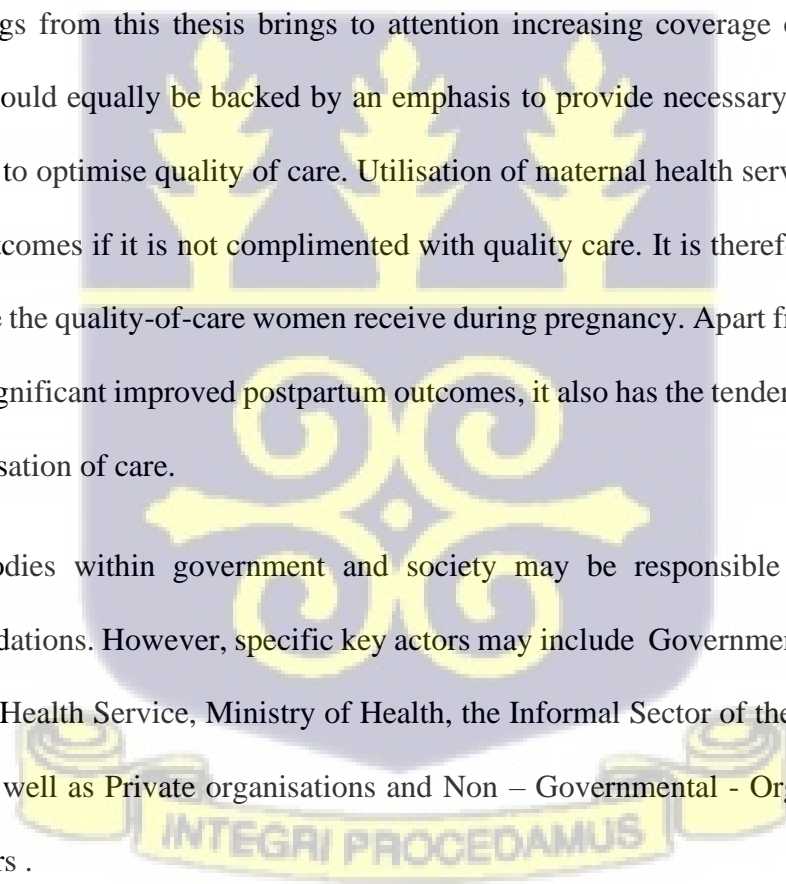 gs from this thesis brings to attention increasing coverage
ould equally be backed by an emphasis to provide necessary
to optimise quality of care. Utilisation of maternal health serv
tcomes if it is not complimented with quality care. It is theref
the quality-of-care women receive during pregnancy. Apart f
gnificant improved postpartum outcomes, it also has the tenden
sation of care.
odies within government and society may be responsible
dations. However, specific key actors may include Governmen
Health Service, Ministry of Health, the Informal Sector of the
well as Private organisations and Non – Governmental - Org
rs .
INTEGRI PROCEDAMUS